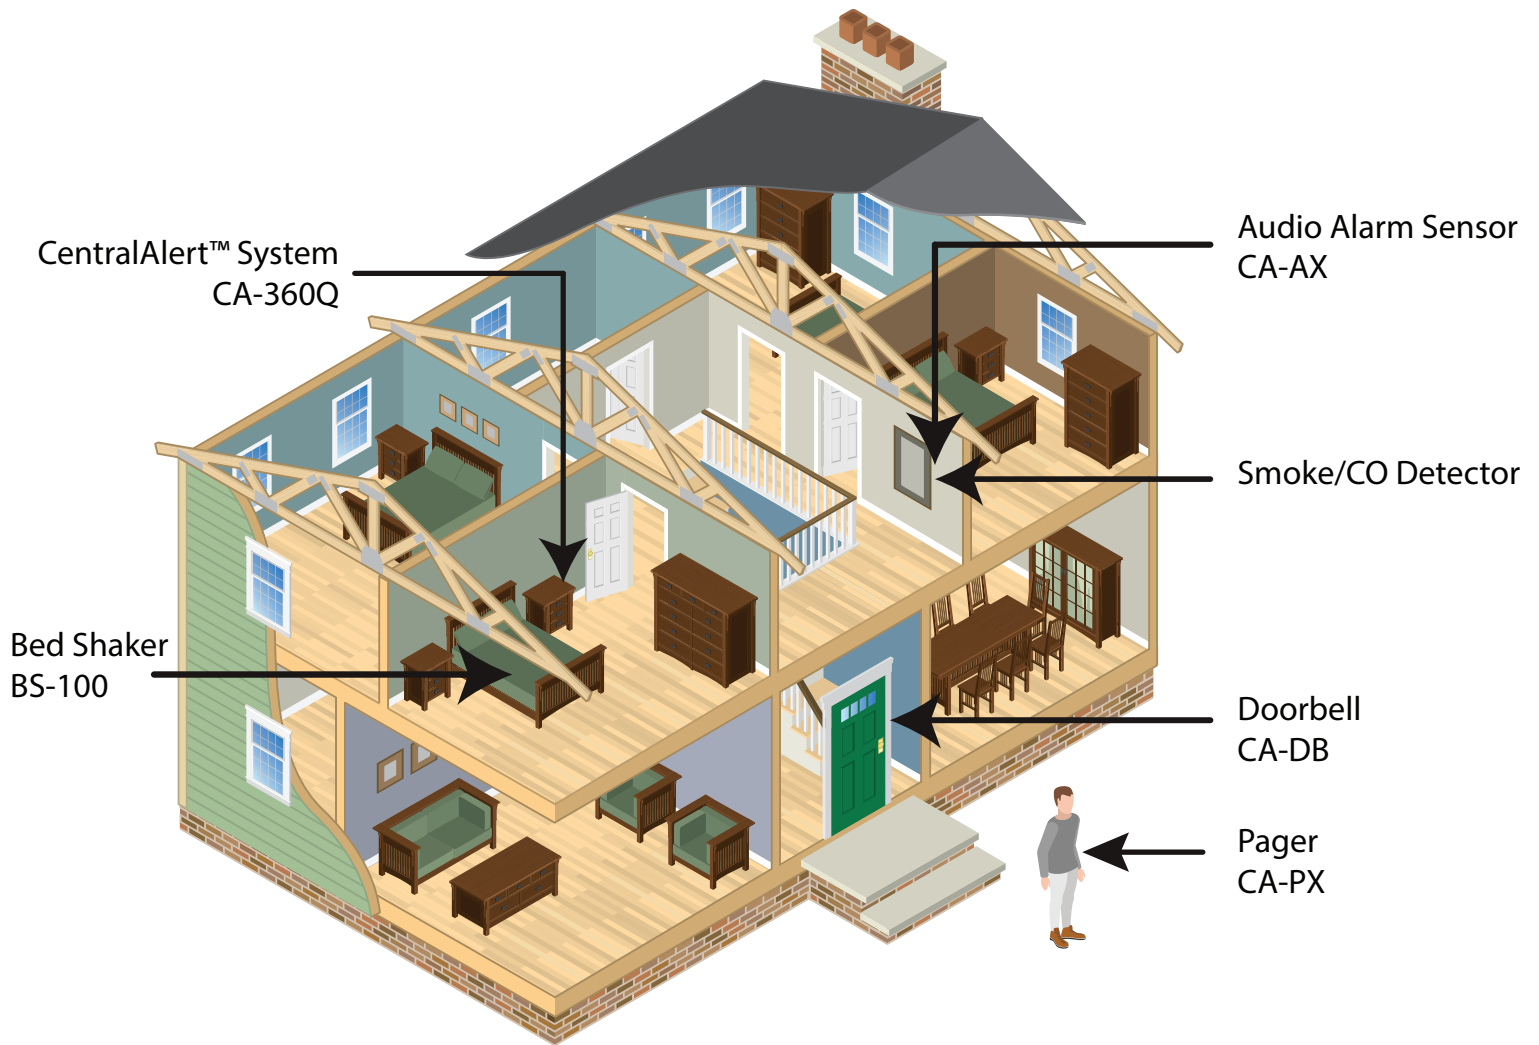 CentralAlert™ System
CA-360Q
Audio Alarm Sensor
CA-AX
Smoke/CO Detector
Bed Shaker
BS-100
Doorbell
CA-DB
Pager
CA-PX